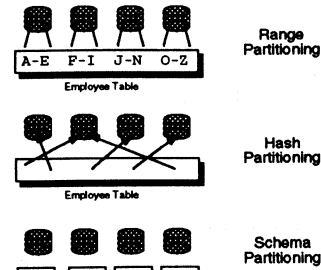 Range
Partitioning
A-E F-I J-N O-Z
Employee Table
Hash
Partitioning
Employee Table
Schema
Partitioning